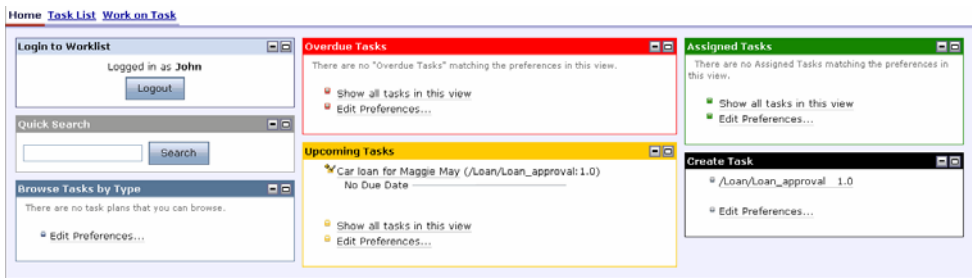 Home Task List Work on Task
Login to Worklist
Logged in as John
Logout
Quick Search
Search
Browse Tasks by Type
There are no task plans that you can browse.
Edit Preferences...
Overdue Tasks
There are no "Overdue Tasks" matching the preferences in this view.
Show all tasks in this view
Edit Preferences...
Upcoming Tasks
Car loan for Maggie May (/Loan/Loan_approval:1.0)
No Due Date
Show all tasks in this view
Edit Preferences...
Assigned Tasks
There are no Assigned Tasks matching the preferences in
this view.
Show all tasks in this view
Edit Preferences...
Create Task
/Loan/Loan_approval 1.0
Edit Preferences...